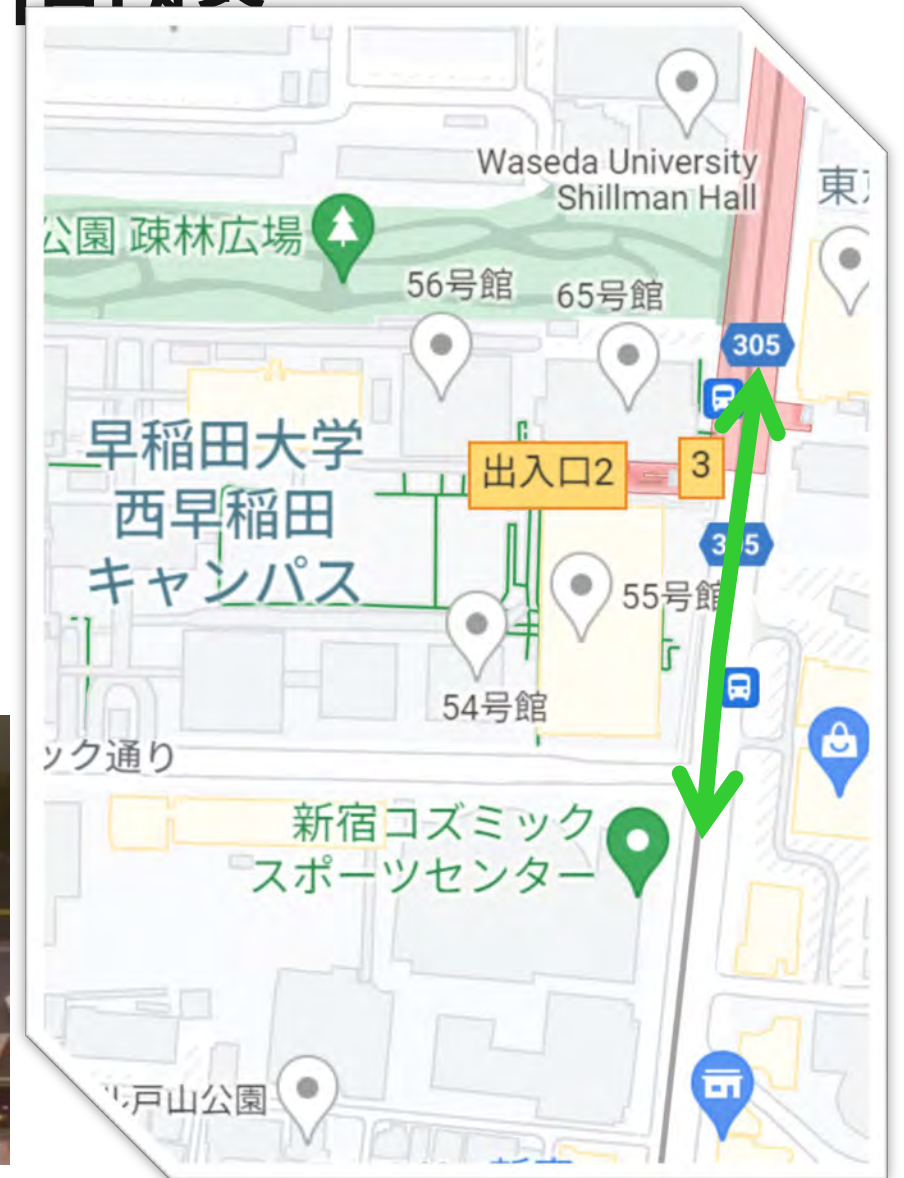 Waseda University
Shillman Hall
東
公園 疎林広場
56号館
65号館
305
早稲田大学
西早稲田
キャンパス
出入口2
3
305
55号館
54号館
ック通り
新宿コズミック
スポーツセンター
戸山公園